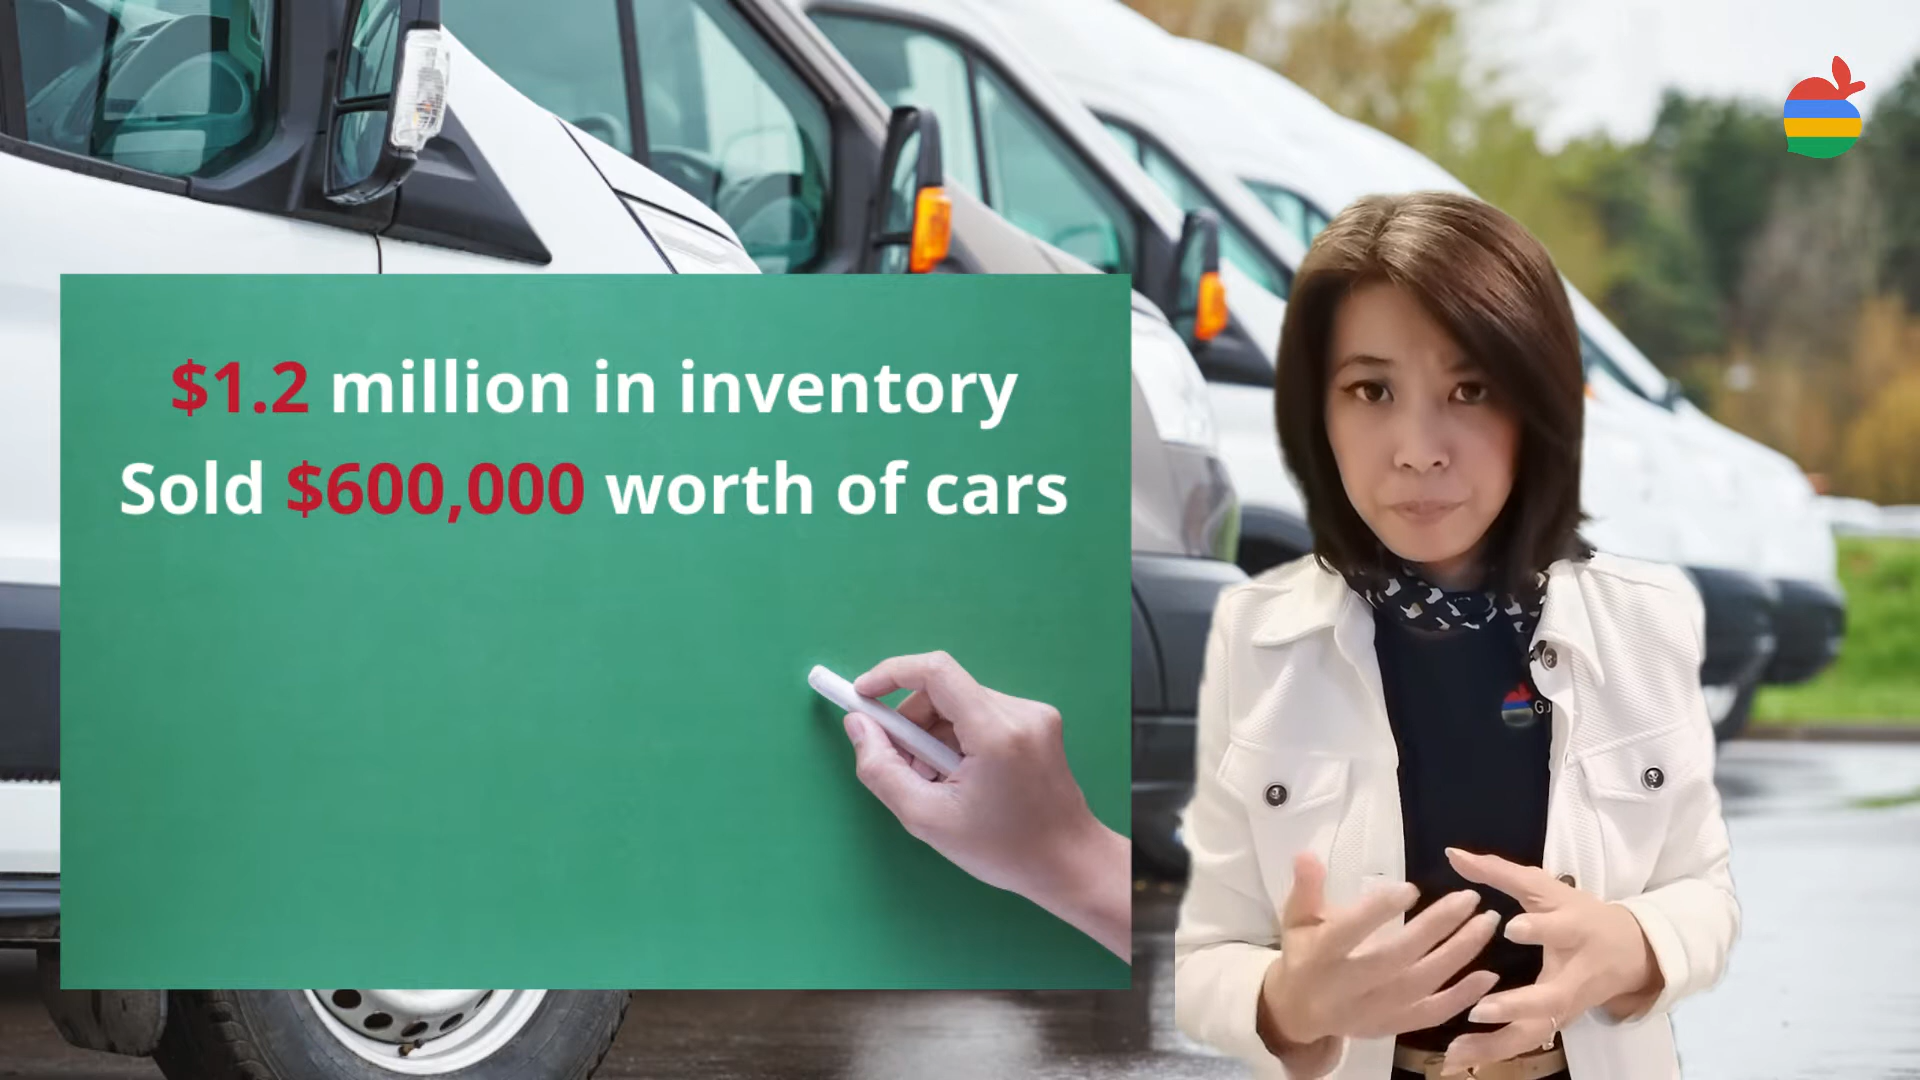 $1.2 million in inventory
Sold $600,000 worth of cars